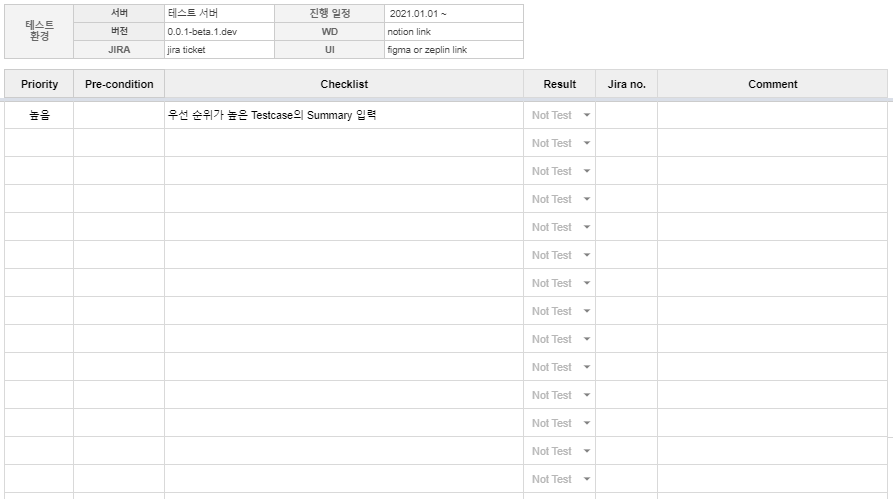 테스트
환경
서버
테스트 서버
진행 일정
2021.01.01 ~
버전
0.0.1-beta.1.dev
WD
notion link
JIRA
jira ticket
UI
figma or zeplin link
Priority
Pre-condition
Checklist
Result
Jira no.
Comment
높음
우선 순위가 높은 Testcase의 Summary 입력
Not Test
Not Test
Not Test
Not Test
Not Test
Not Test
Not Test
Not Test
Not Test
Not Test
Not Test
Not Test
Not Test
Not Test